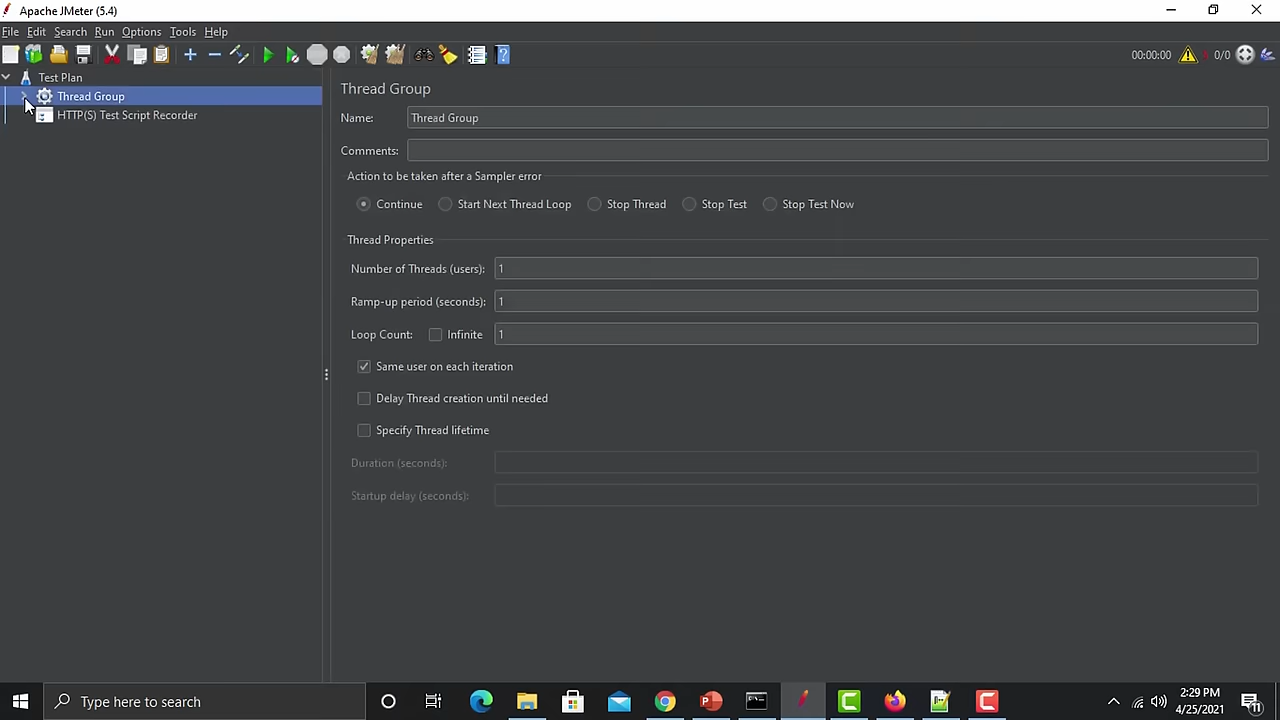 Apache JMeter (5.4)
File Edit Search Run Options Tools Help
00:00:00 0/0
Test Plan
Thread Group
HTTP(S) Test Script Recorder
Thread Group
Name: Thread Group
Comments:
Action to be taken after a Sampler error
Continue Start Next Thread Loop Stop Thread Stop Test Stop Test Now
Thread Properties
Number of Threads (users): 1
Ramp-up period (seconds): 1
Loop Count: Infinite 1
Same user on each iteration
Delay Thread creation until needed
Specify Thread lifetime
Duration (seconds):
Startup delay (seconds):
Type here to search
2:29 PM
4/25/2021
11